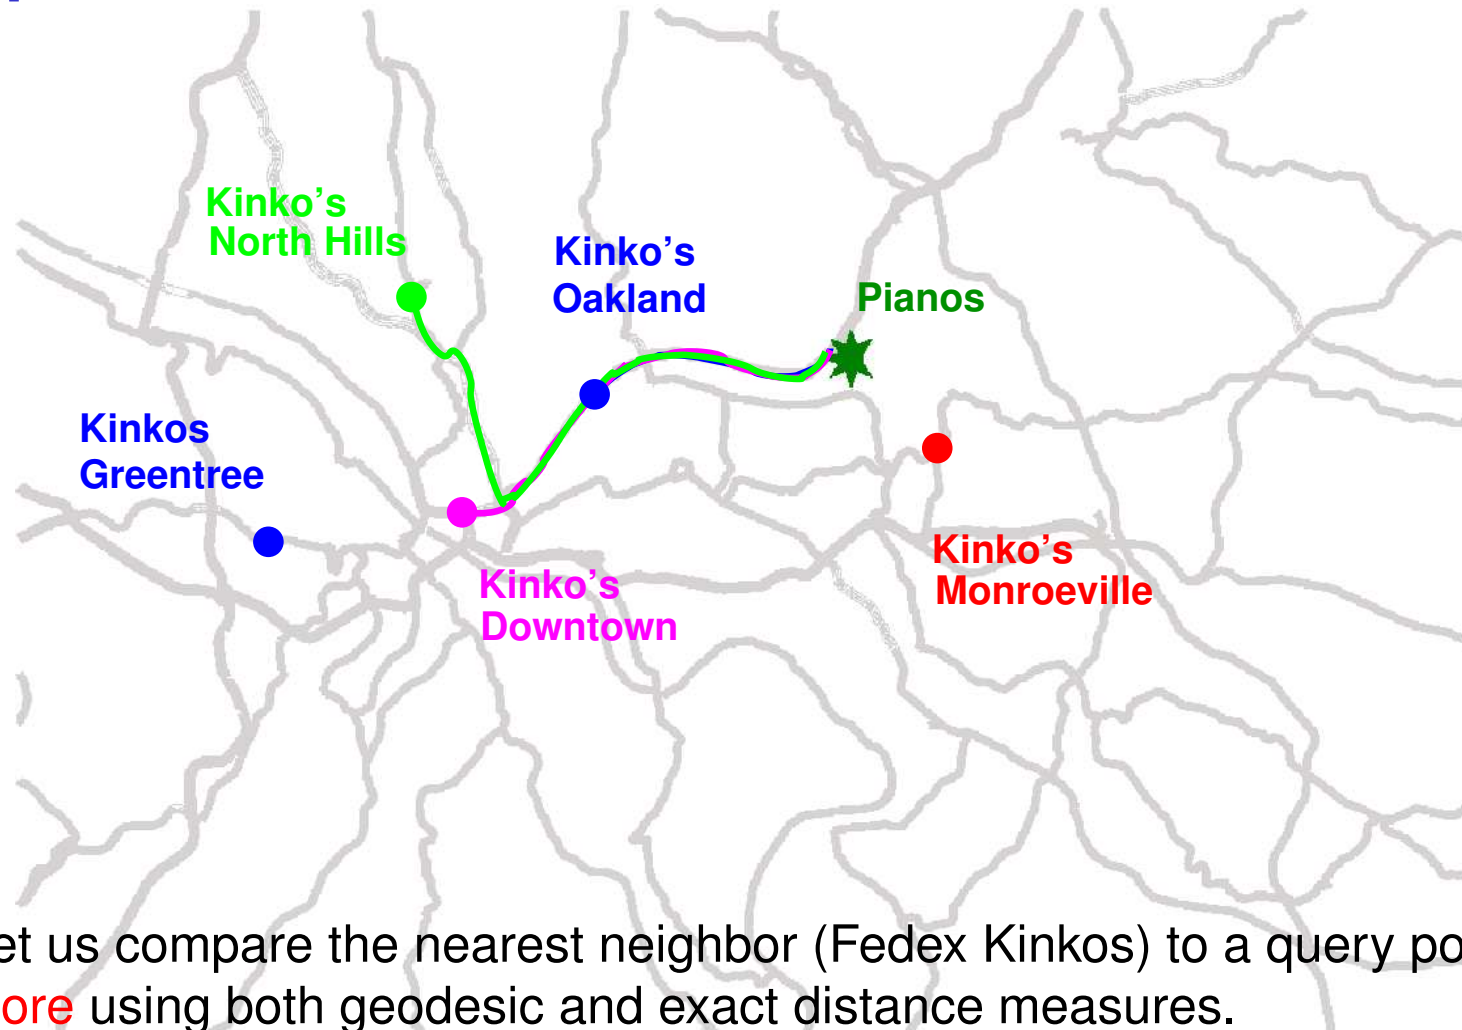 Kinko's
North Hills
Kinko's
Oakland
Pianos
Kinkos
Greentree
Kinko's
Monroeville
Kinko's
Downtown
et us compare the nearest neighbor (Fedex Kinkos) to a query po
ore using both geodesic and exact distance measures.